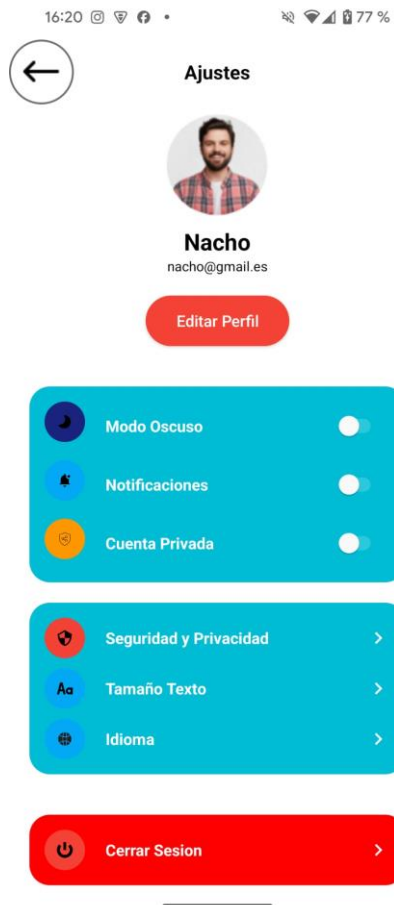 16:20 77 %
Ajustes
Nacho
nacho@gmail.es
Editar Perfil
Modo Oscuso
Notificaciones
Cuenta Privada
Seguridad y Privacidad
Aa Tamaño Texto
Idioma
Cerrar Sesion